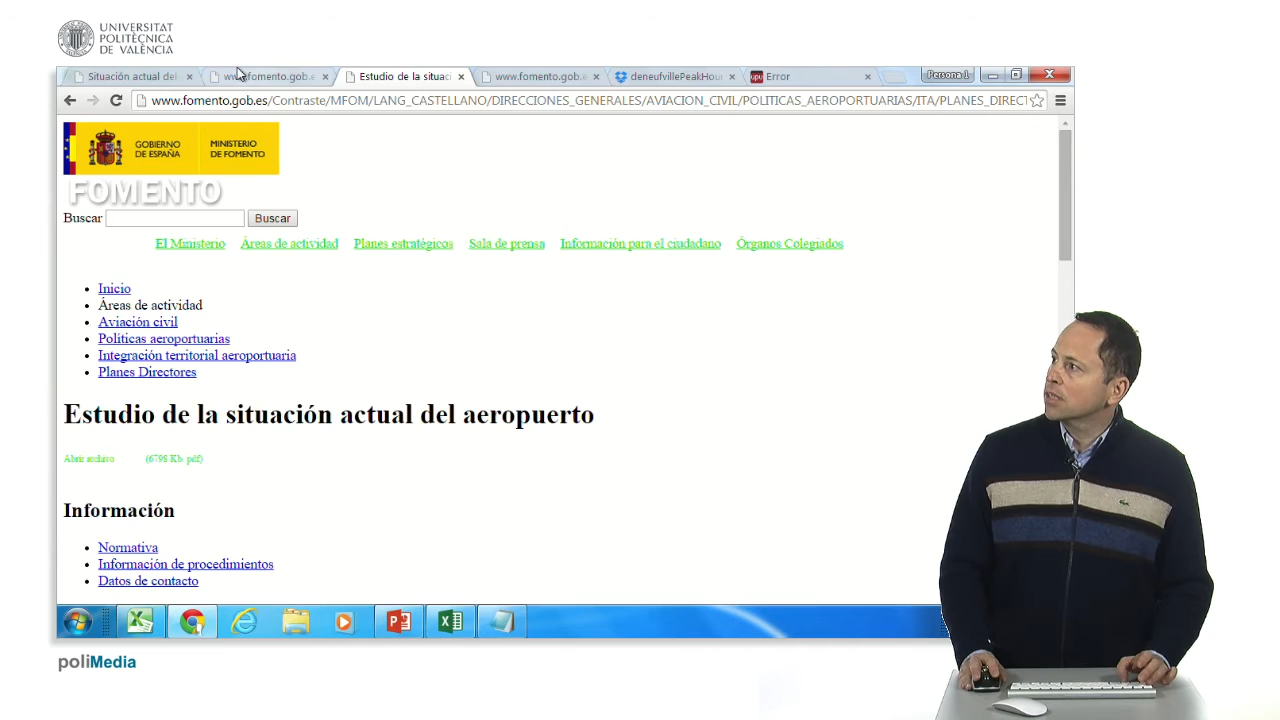 UNIVERSITAT
POLITÈCNICA
DE VALÈNCIA
Situación actual del
www.fomento.gob.e
Estudio de la situaci
www.fomento.gob.e
deneufvillePeakHour
upv
Error
Persona 1
www.fomento.gob.es/Contraste/MFOM/LANG_CASTELLANO/DIRECCIONES_GENERALES/AVIACION_CIVIL/POLITICAS_AEROPORTUARIAS/ITA/PLANES_DIRECT
GOBIERNO
DE ESPAÑA
MINISTERIO
DE FOMENTO
FOMENTO
Buscar
Buscar
El Ministerio Áreas de actividad Planes estratégicos Sala de prensa Información para el ciudadano Órganos Colegiados
Inicio
Áreas de actividad
Aviación civil
Políticas aeroportuarias
Integración territorial aeroportuaria
Planes Directores
Estudio de la situación actual del aeropuerto
Abrir archivo (6798 Kb. pdf)
Información
Normativa
Información de procedimientos
Datos de contacto
poliMedia